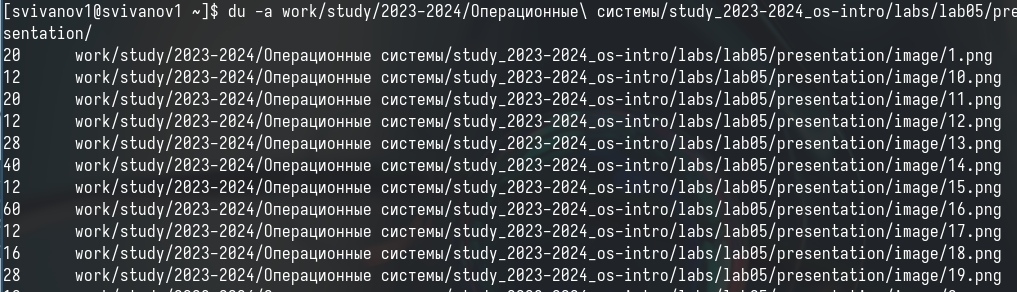 [svivanov1@svivanov1 ~]$ du -a work/study/2023-2024/Операционные\ системы/study_2023-2024_os-intro/labs/lab05/pre
sentation/
20 work/study/2023-2024/Операционные системы/study_2023-2024_os-intro/labs/lab05/presentation/image/1.png
12 work/study/2023-2024/Операционные системы/study_2023-2024_os-intro/labs/lab05/presentation/image/10.png
20 work/study/2023-2024/Операционные системы/study_2023-2024_os-intro/labs/lab05/presentation/image/11.png
12 work/study/2023-2024/Операционные системы/study_2023-2024_os-intro/labs/lab05/presentation/image/12.png
28 work/study/2023-2024/Операционные системы/study_2023-2024_os-intro/labs/lab05/presentation/image/13.png
40 work/study/2023-2024/Операционные системы/study_2023-2024_os-intro/labs/lab05/presentation/image/14.png
12 work/study/2023-2024/Операционные системы/study_2023-2024_os-intro/labs/lab05/presentation/image/15.png
60 work/study/2023-2024/Операционные системы/study_2023-2024_os-intro/labs/lab05/presentation/image/16.png
12 work/study/2023-2024/Операционные системы/study_2023-2024_os-intro/labs/lab05/presentation/image/17.png
16 work/study/2023-2024/Операционные системы/study_2023-2024_os-intro/labs/lab05/presentation/image/18.png
28 work/study/2023-2024/Операционные системы/study_2023-2024_os-intro/labs/lab05/presentation/image/19.png